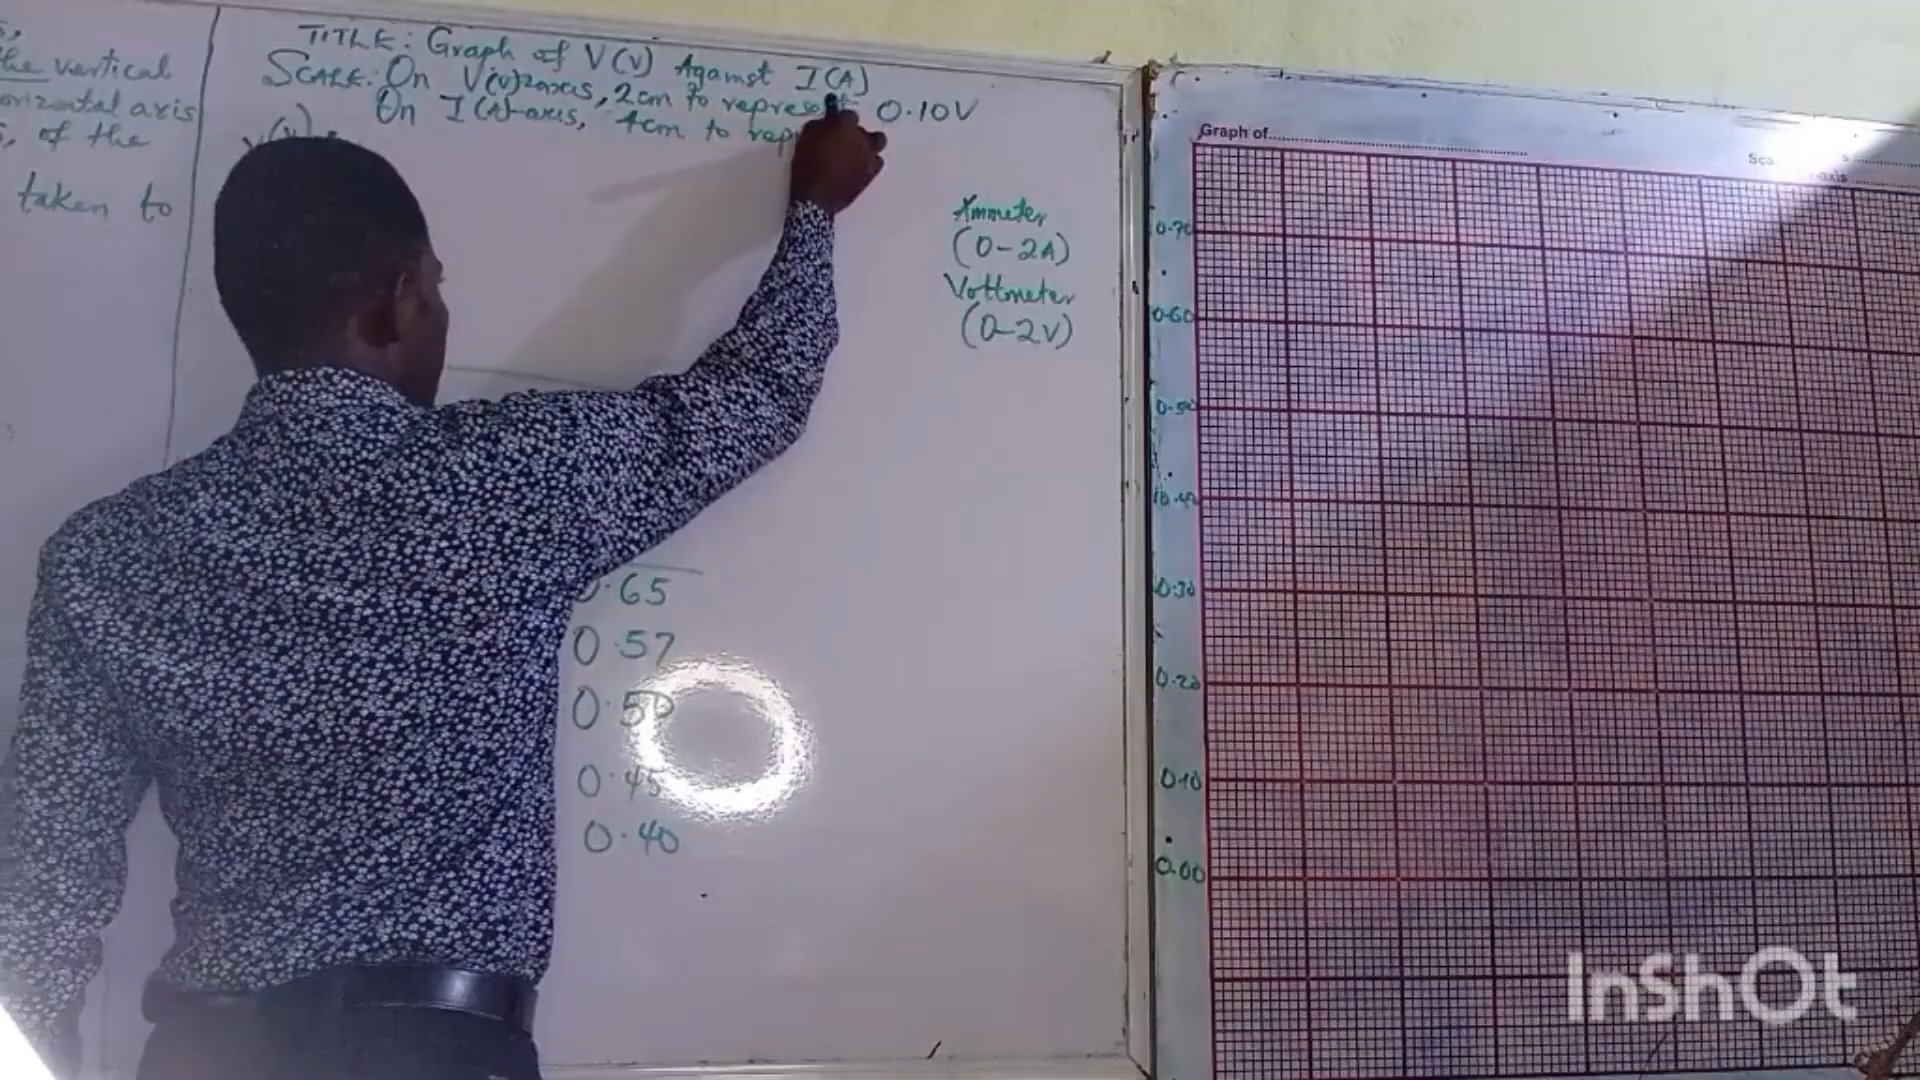 the vertical
horizontal axis
of the
taken to
TITLE: Graph of V(V) Against I(A)
SCALE: On V(V)-axis, 2cm to represent 0.10V
On I(A)-axis, 4cm to rep
V(V)
Ammeter
(0-2A)
Voltmeter
(0-2V)
0.65
0.57
0.50
0.45
0.40
Graph of
0.70
0.60
0.50
0.40
0.30
0.20
0.10
0.00
InShOt